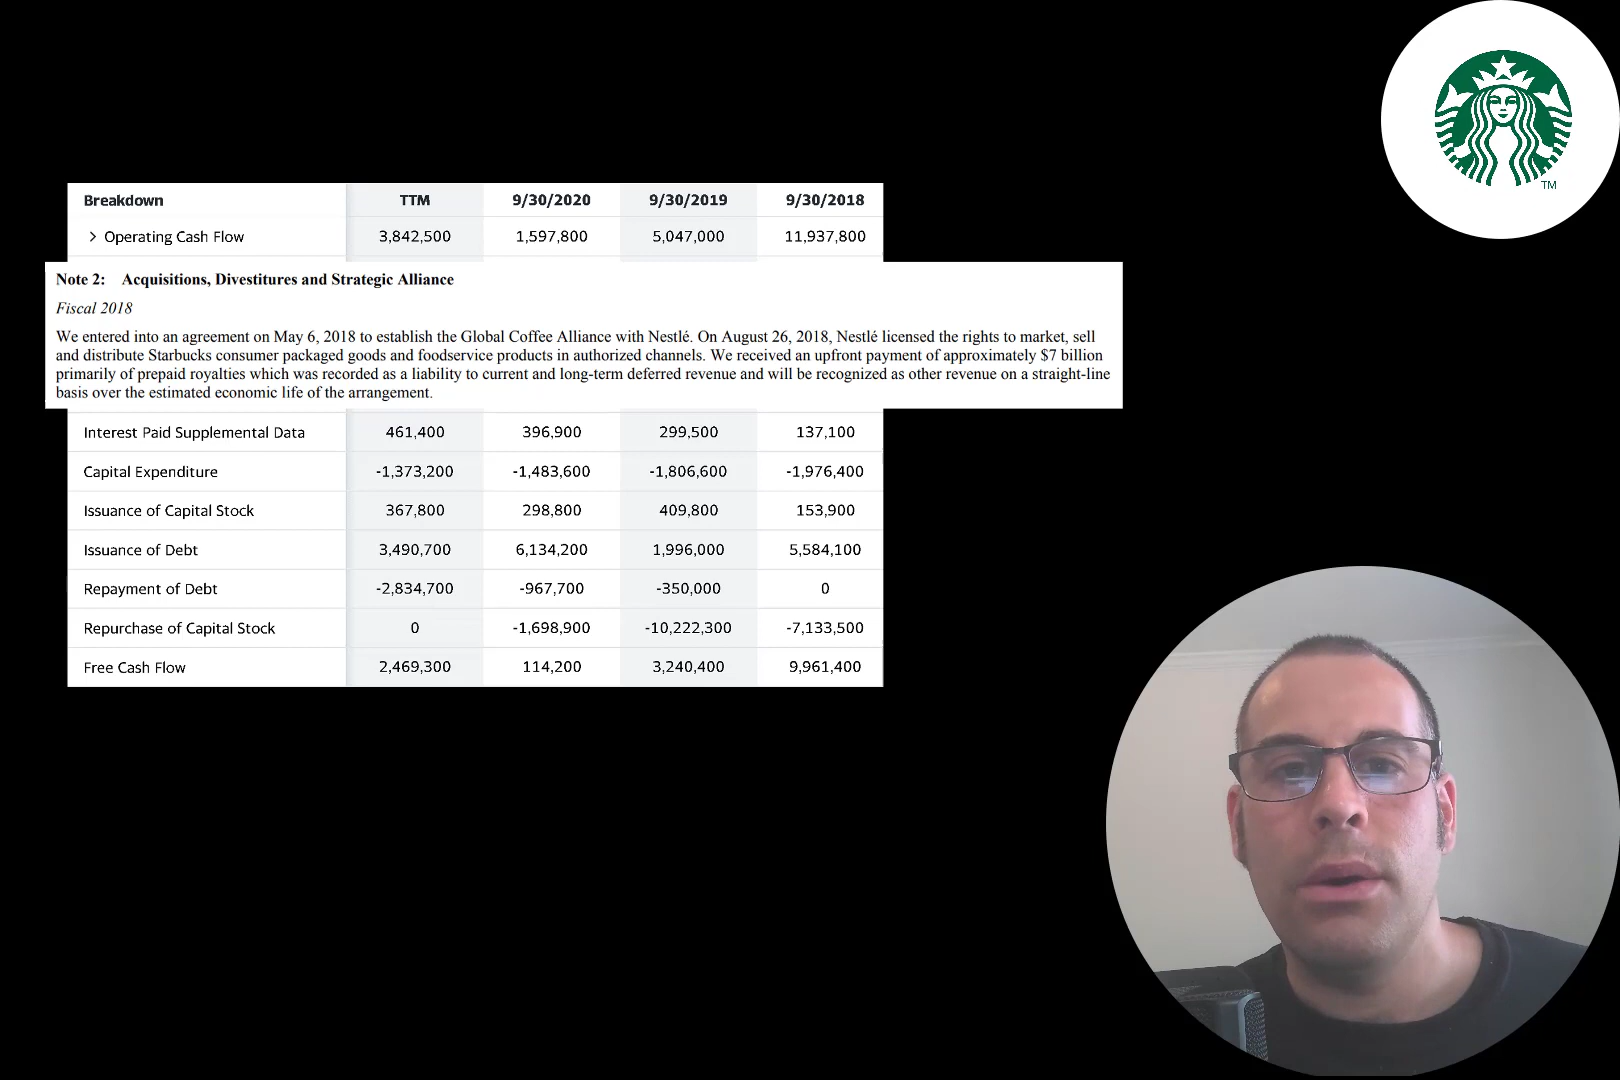 Breakdown TTM 9/30/2020 9/30/2019 9/30/2018
> Operating Cash Flow 3,842,500 1,597,800 5,047,000 11,937,800
Note 2: Acquisitions, Divestitures and Strategic Alliance
Fiscal 2018
We entered into an agreement on May 6, 2018 to establish the Global Coffee Alliance with Nestlé. On August 26, 2018, Nestlé licensed the rights to market, sell
and distribute Starbucks consumer packaged goods and foodservice products in authorized channels. We received an upfront payment of approximately $7 billion
primarily of prepaid royalties which was recorded as a liability to current and long-term deferred revenue and will be recognized as other revenue on a straight-line
basis over the estimated economic life of the arrangement.
Interest Paid Supplemental Data 461,400 396,900 299,500 137,100
Capital Expenditure -1,373,200 -1,483,600 -1,806,600 -1,976,400
Issuance of Capital Stock 367,800 298,800 409,800 153,900
Issuance of Debt 3,490,700 6,134,200 1,996,000 5,584,100
Repayment of Debt -2,834,700 -967,700 -350,000 0
Repurchase of Capital Stock 0 -1,698,900 -10,222,300 -7,133,500
Free Cash Flow 2,469,300 114,200 3,240,400 9,961,400
TM